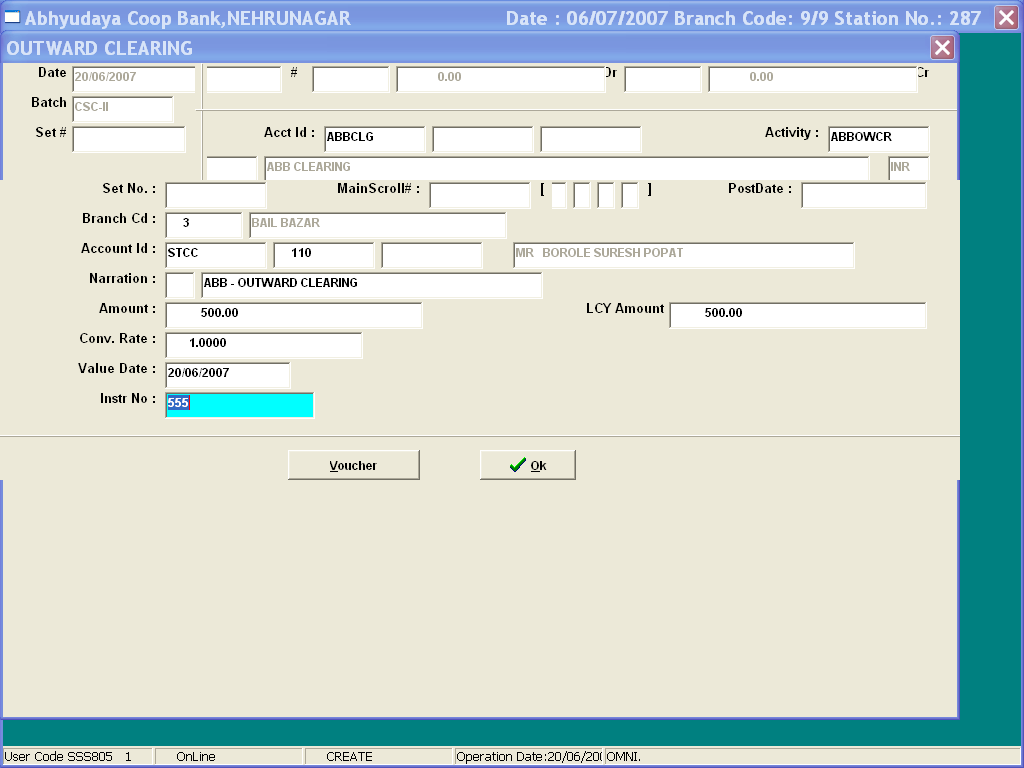 Abhyudaya Coop Bank,NEHRUNAGAR Date : 06/07/2007 Branch Code: 9/9 Station No.: 287
OUTWARD CLEARING
Date 20/06/2007 # 0.00 Dr 0.00 Cr
Batch CSC-II
Set # Acct Id : ABBCLG Activity : ABBOWCR
ABB CLEARING INR
Set No. : MainScroll# : [ ] PostDate :
Branch Cd : 3 BAIL BAZAR
Account Id : STCC 110 MR BOROLE SURESH POPAT
Narration : ABB - OUTWARD CLEARING
Amount : 500.00 LCY Amount 500.00
Conv. Rate : 1.0000
Value Date : 20/06/2007
Instr No : 555
Voucher Ok
User Code SSS805 1 OnLine CREATE Operation Date:20/06/200 OMNI.